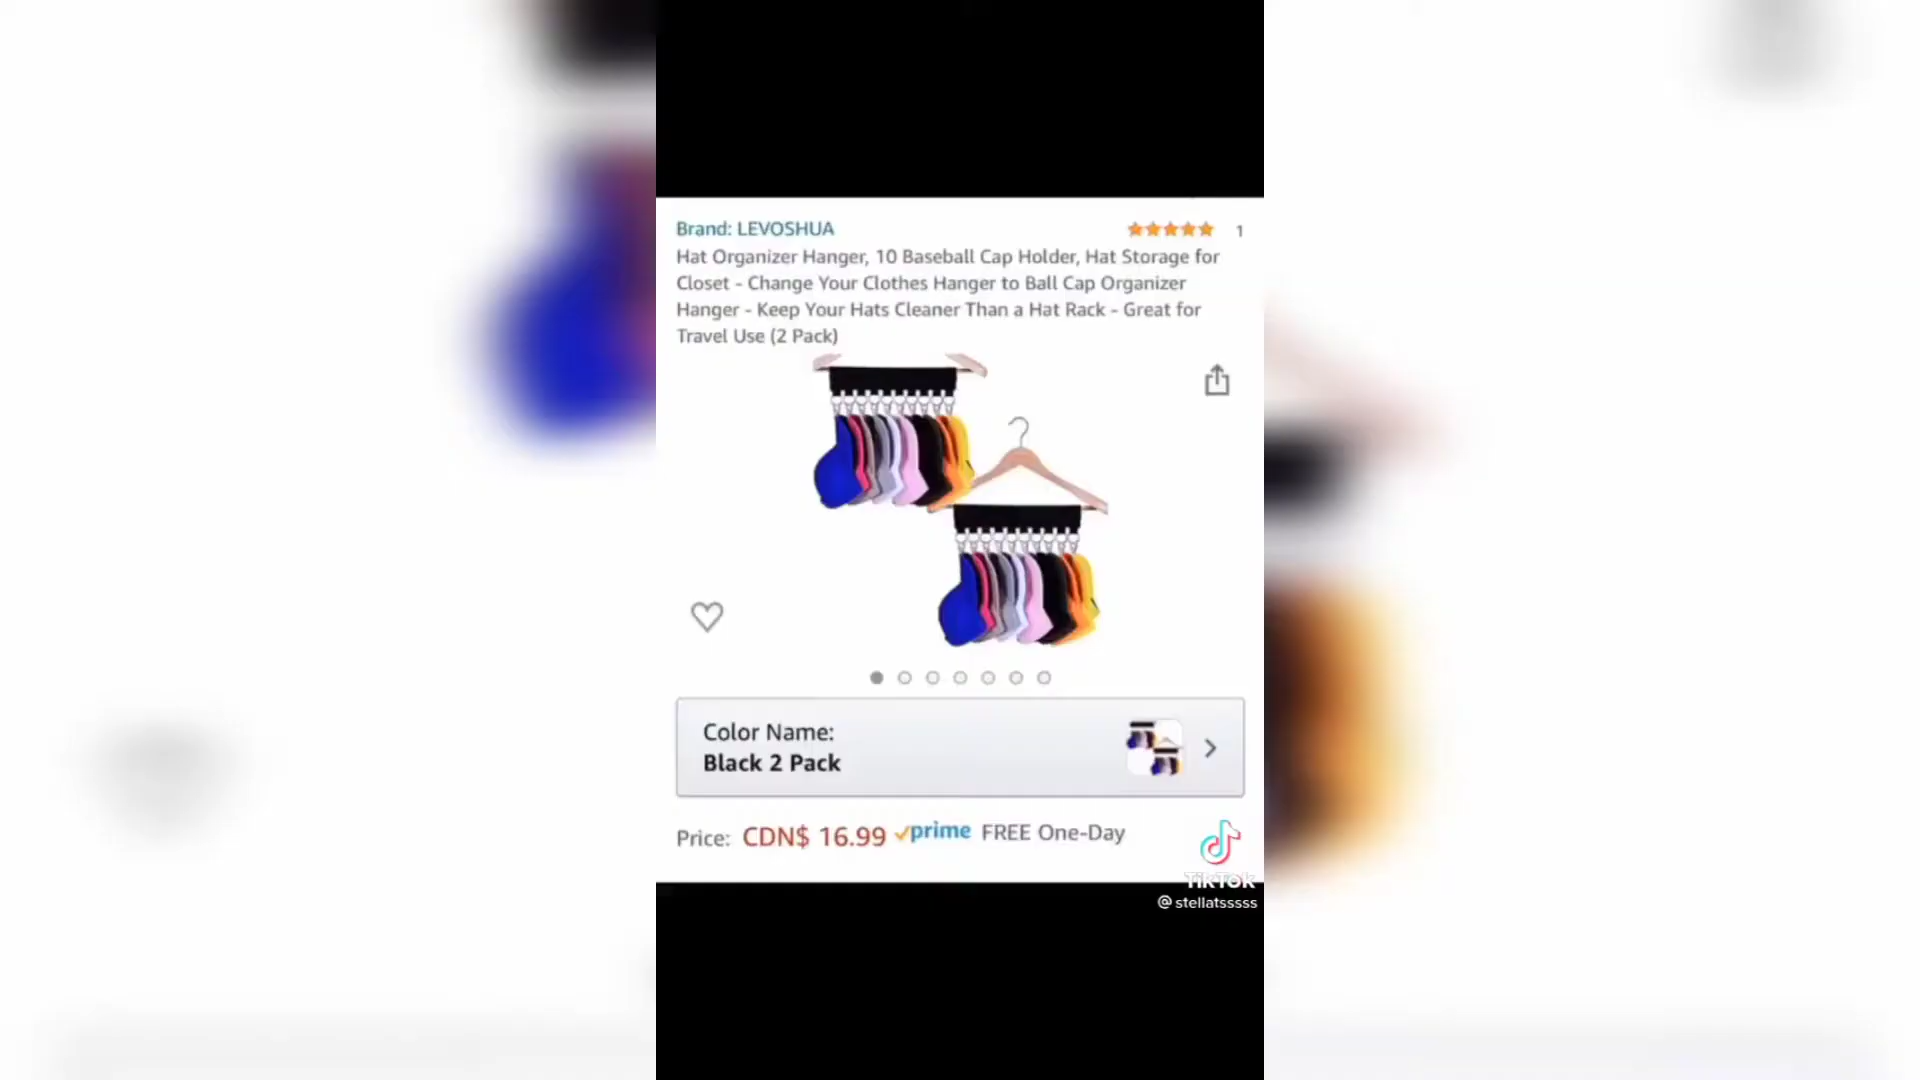 Brand: LEVOSHUA
1
Hat Organizer Hanger, 10 Baseball Cap Holder, Hat Storage for
Closet - Change Your Clothes Hanger to Ball Cap Organizer
Hanger - Keep Your Hats Cleaner Than a Hat Rack - Great for
Travel Use (2 Pack)
Color Name:
Black 2 Pack
Price: CDN$ 16.99 prime FREE One-Day
TikTok
@stellatsssss